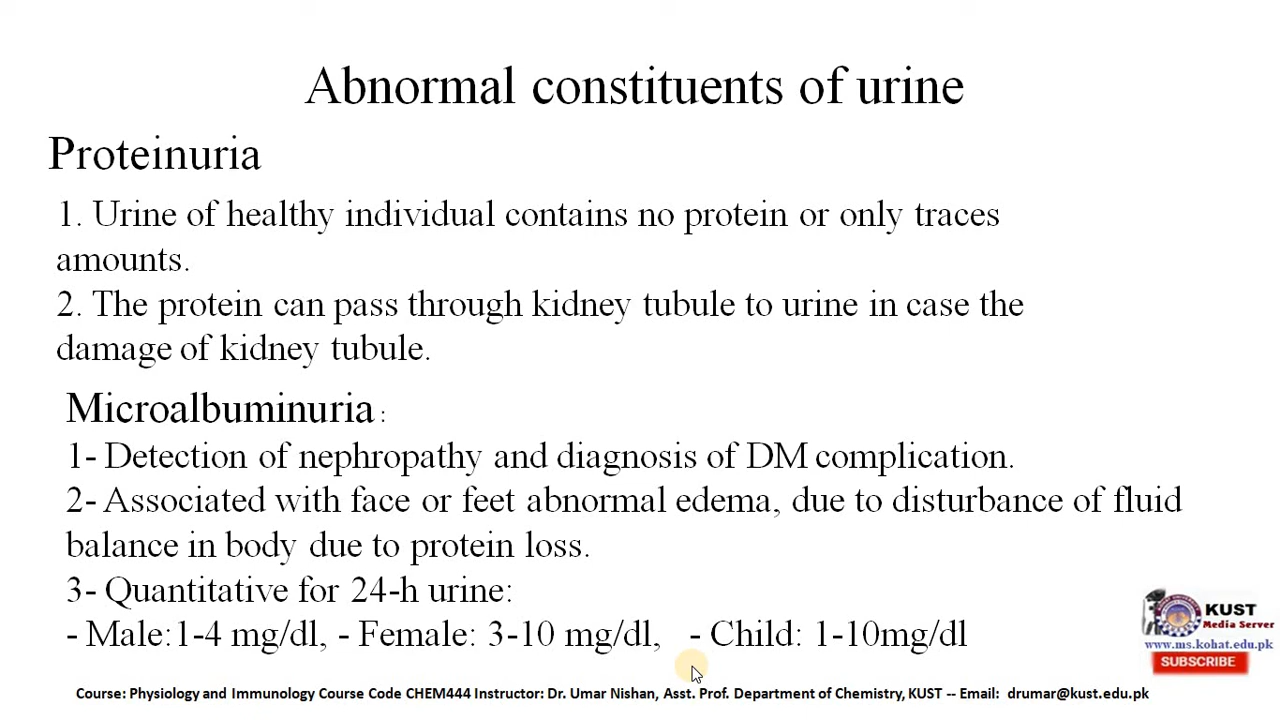 Abnormal constituents of urine
Proteinuria
1. Urine of healthy individual contains no protein or only traces
amounts.
2. The protein can pass through kidney tubule to urine in case the
damage of kidney tubule.
Microalbuminuria :
1- Detection of nephropathy and diagnosis of DM complication.
2- Associated with face or feet abnormal edema, due to disturbance of fluid
balance in body due to protein loss.
3- Quantitative for 24-h urine:
- Male:1-4 mg/dl, - Female: 3-10 mg/dl, - Child: 1-10mg/dl
KUST
Media Server
www.ms.kohat.edu.pk
SUBSCRIBE
Course: Physiology and Immunology Course Code CHEM444 Instructor: Dr. Umar Nishan, Asst. Prof. Department of Chemistry, KUST -- Email: drumar@kust.edu.pk